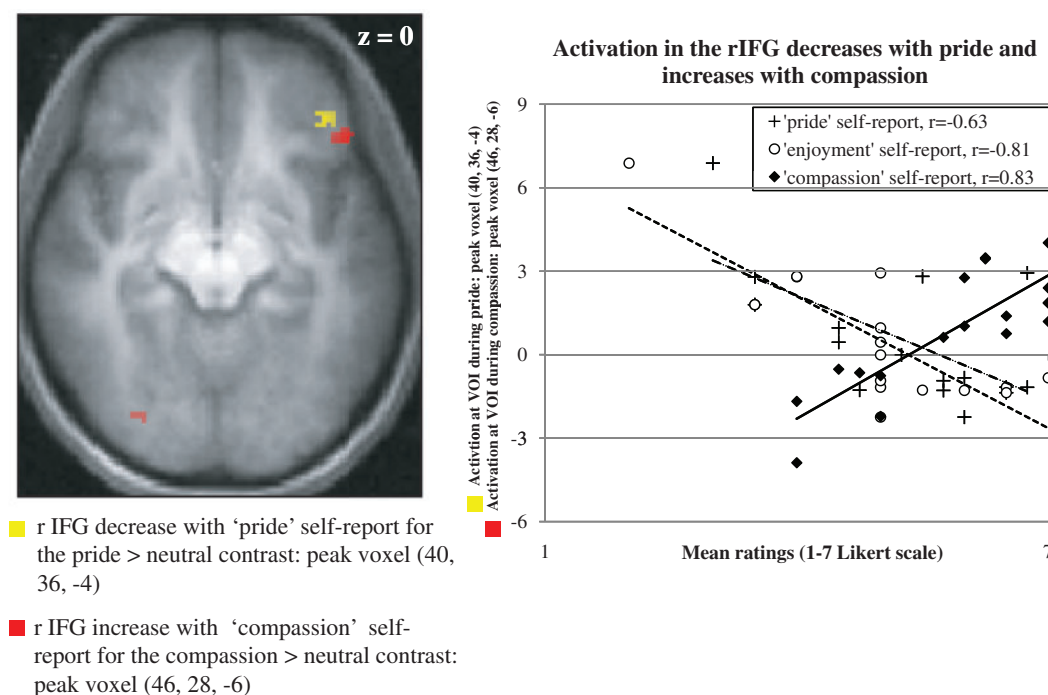 z = 0
r IFG decrease with ‘pride’ self-report for
the pride > neutral contrast: peak voxel (40,
36, -4)
r IFG increase with ‘compassion’ self-
report for the compassion > neutral contrast:
peak voxel (46, 28, -6)
Activation in the rIFG decreases with pride and
increases with compassion
'pride' self-report, r=-0.63
'enjoyment' self-report, r=-0.81
'compassion' self-report, r=0.83
Activtion at VOI during pride: peak voxel (40, 36, -4)
Activation at VOI during compassion: peak voxel (46, 28, -6)
9
6
3
0
-3
-6
1
Mean ratings (1-7 Likert scale)
7